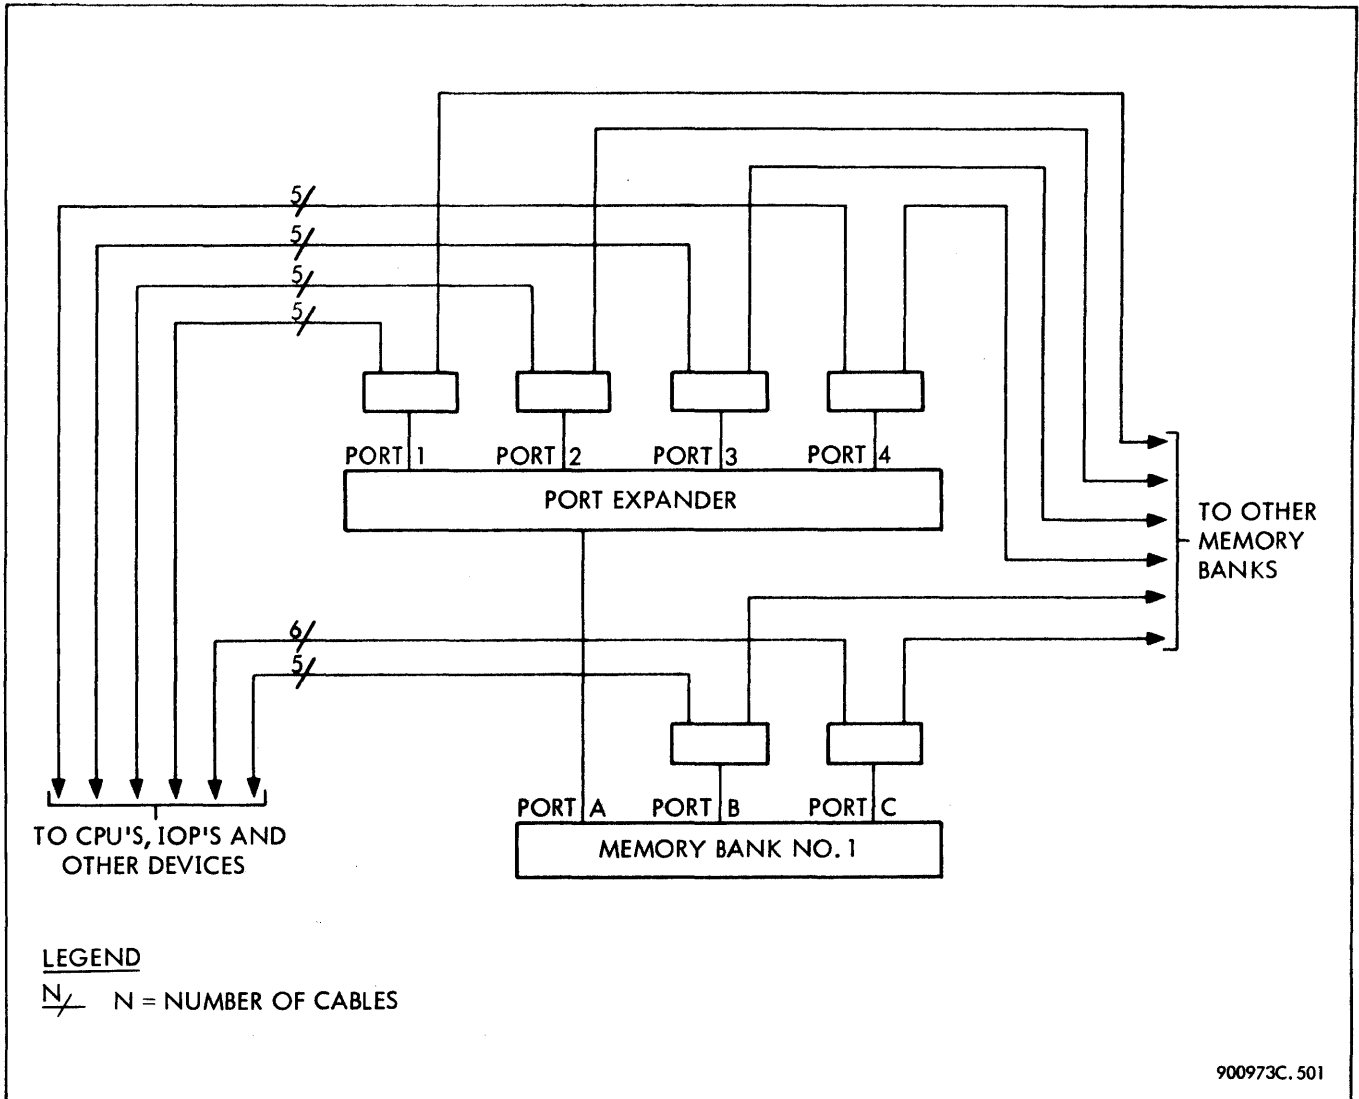 5/
5/
5/
5/
PORT 1
PORT 2
PORT 3
PORT 4
PORT EXPANDER
TO OTHER
MEMORY
BANKS
6/
5/
PORT A
PORT B
PORT C
MEMORY BANK NO. 1
TO CPU'S, IOP'S AND
OTHER DEVICES
LEGEND
N/ N = NUMBER OF CABLES
900973C. 501